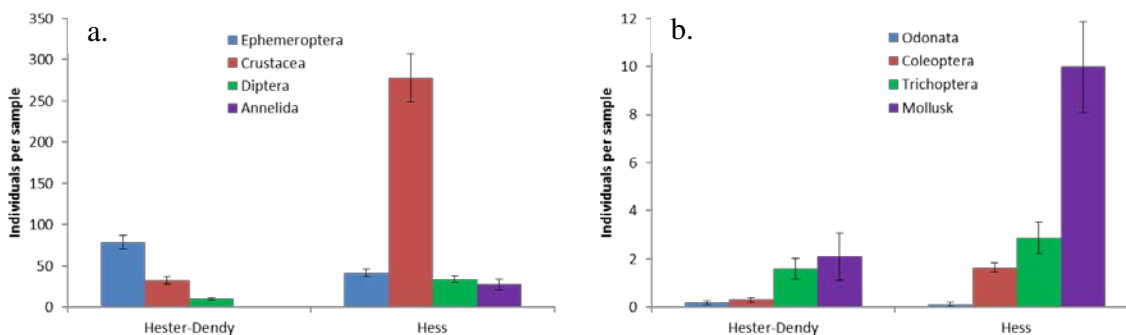 a.
350
300
250
200
150
100
50
0
Individuals per sample
Ephemeroptera
Crustacea
Diptera
Annelida
Hester-Dendy
Hess
b.
12
10
8
6
4
2
0
Individuals per sample
Odonata
Coleoptera
Trichoptera
Mollusk
Hester-Dendy
Hess